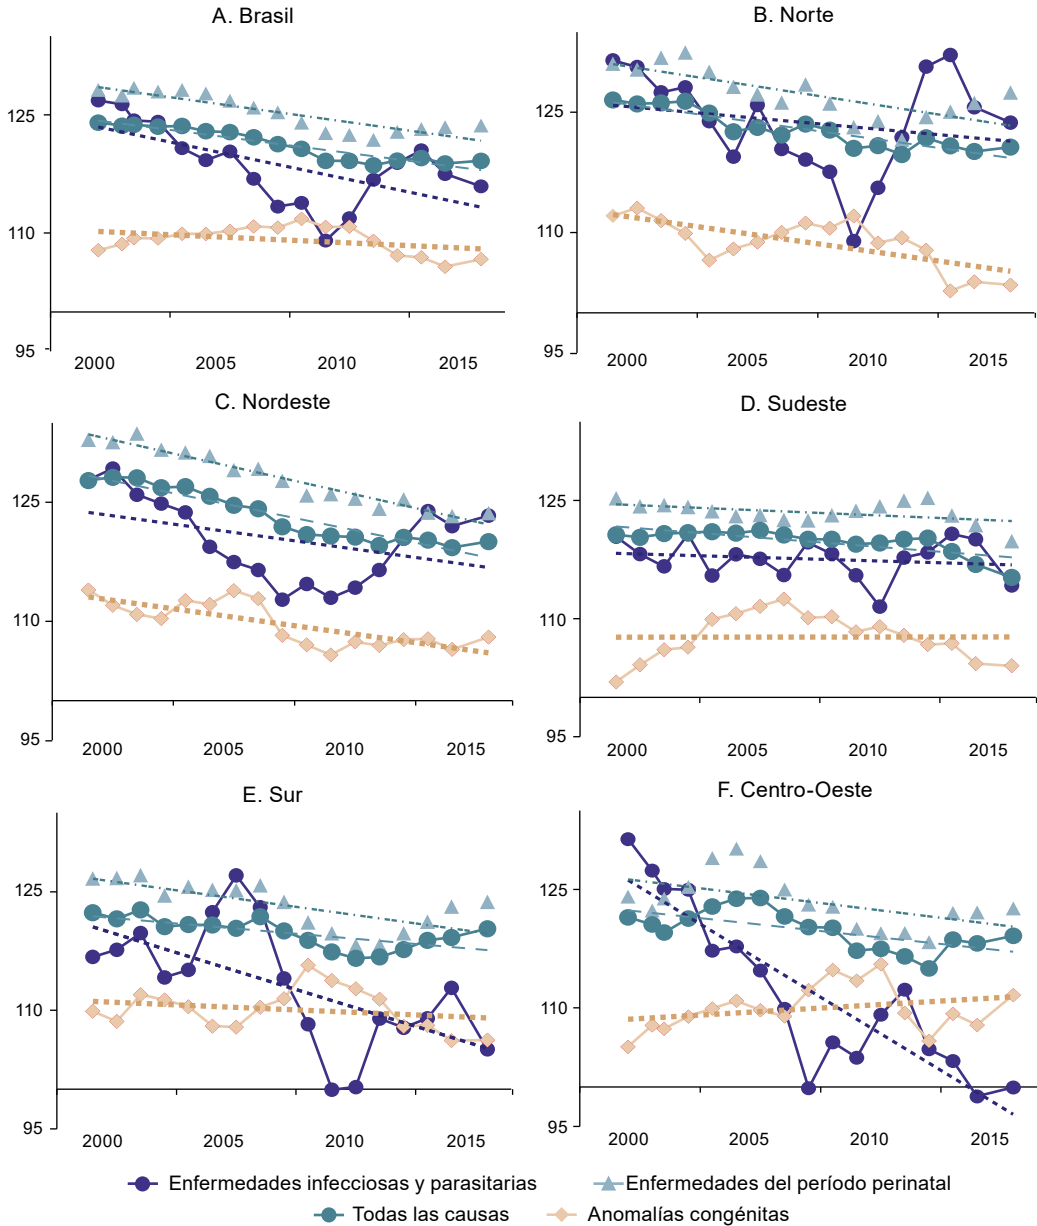 A. Brasil
B. Norte
125
110
95
2000 2005 2010 2015
125
110
95
2000 2005 2010 2015
C. Nordeste
D. Sudeste
125
110
95
2000 2005 2010 2015
125
110
95
2000 2005 2010 2015
E. Sur
F. Centro-Oeste
125
110
95
2000 2005 2010 2015
125
110
95
2000 2005 2010 2015
Enfermedades infecciosas y parasitarias
Enfermedades del período perinatal
Todas las causas
Anomalías congénitas